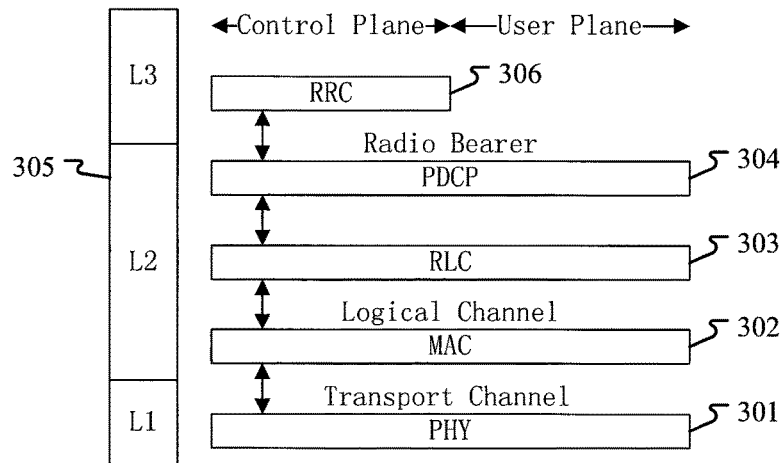 Control Plane User Plane
L3
RRC
306
Radio Bearer
305
304
PDCP
303
L2
RLC
Logical Channel
302
MAC
Transport Channel
301
L1
PHY